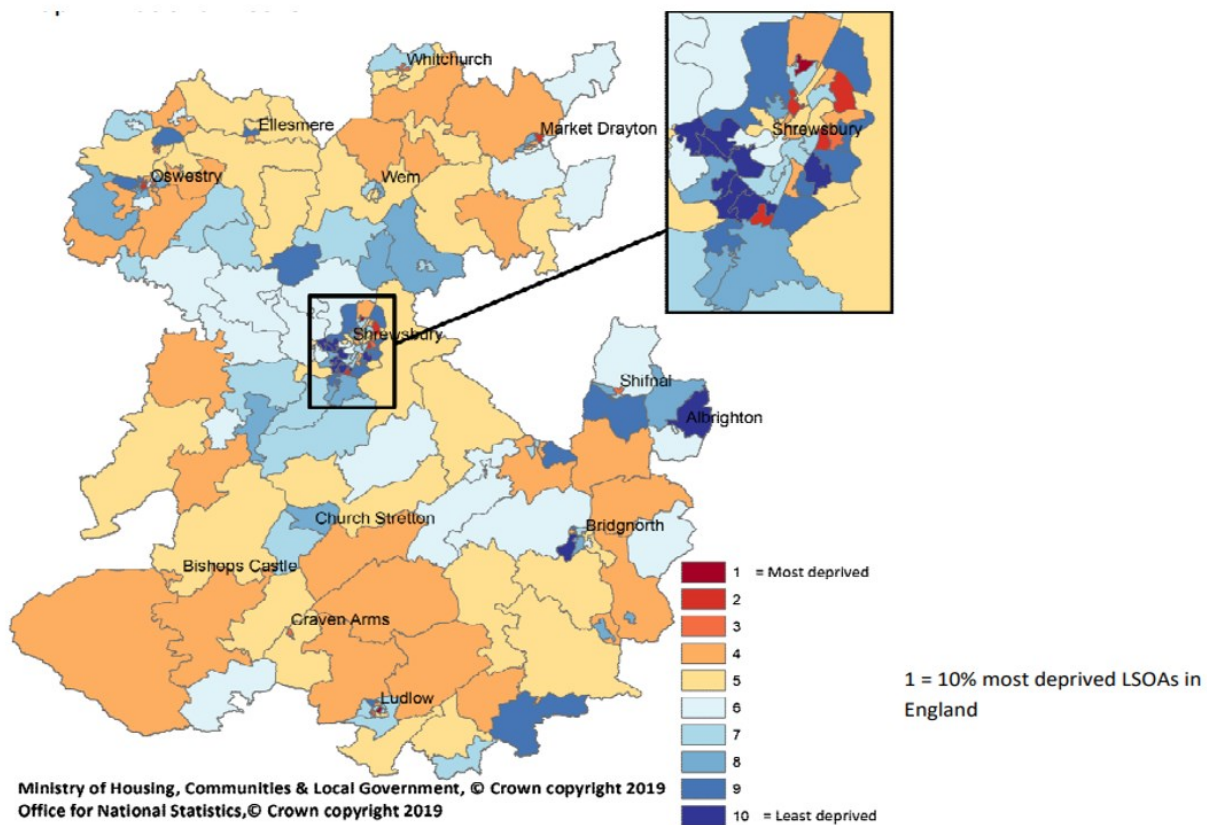 Whitchurch
Ellesmere
Market Drayton
Shrewsbury
Oswestry
Wem
Shrewsbury
Shifnal
Albrighton
Church Stretton
Bridgnorth
Bishops Castle
Craven Arms
Ludlow
1 = Most deprived
2
3
4
5
6
7
8
9
10 = Least deprived
1 = 10% most deprived LSOAs in
England
Ministry of Housing, Communities & Local Government, © Crown copyright 2019
Office for National Statistics,© Crown copyright 2019